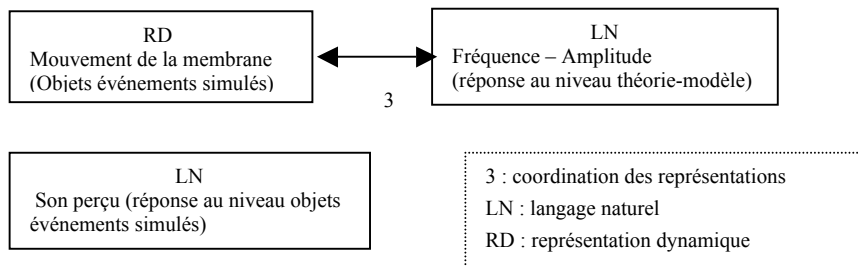 RD
Mouvement de la membrane
(Objets événements simulés)
LN
Fréquence – Amplitude
(réponse au niveau théorie-modèle)
3
LN
Son perçu (réponse au niveau objets
événements simulés)
3 : coordination des représentations
LN : langage naturel
RD : représentation dynamique